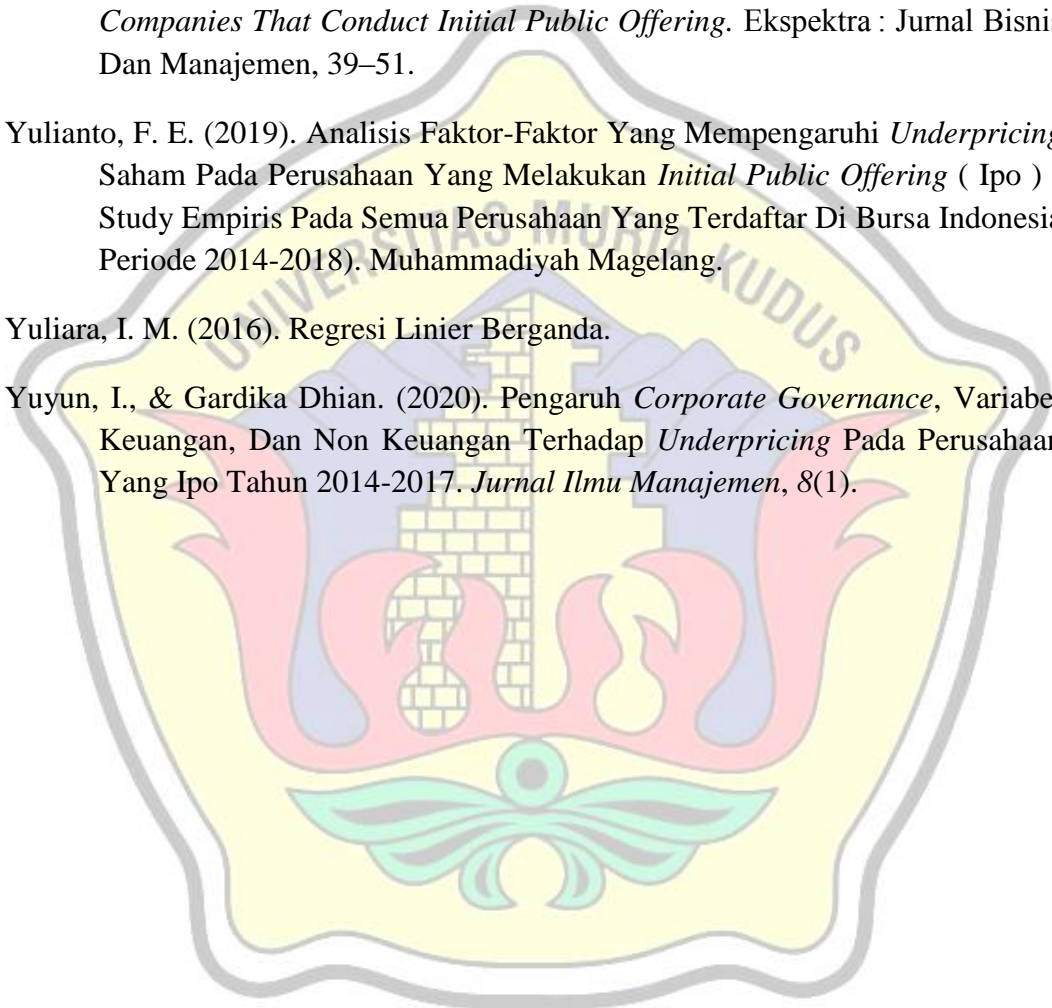 Companies That Conduct Initial Public Offering. Ekspektra : Jurnal Bisnis
Dan Manajemen, 39–51.
Yulianto, F. E. (2019). Analisis Faktor-Faktor Yang Mempengaruhi Underpricing
Saham Pada Perusahaan Yang Melakukan Initial Public Offering ( Ipo )
Study Empiris Pada Semua Perusahaan Yang Terdaftar Di Bursa Indonesia
Periode 2014-2018). Muhammadiyah Magelang.
Yuliara, I. M. (2016). Regresi Linier Berganda.
Yuyun, I., & Gardika Dhian. (2020). Pengaruh Corporate Governance, Variabel
Keuangan, Dan Non Keuangan Terhadap Underpricing Pada Perusahaan
Yang Ipo Tahun 2014-2017. Jurnal Ilmu Manajemen, 8(1).
UNIVERSITAS MURIA KUDUS